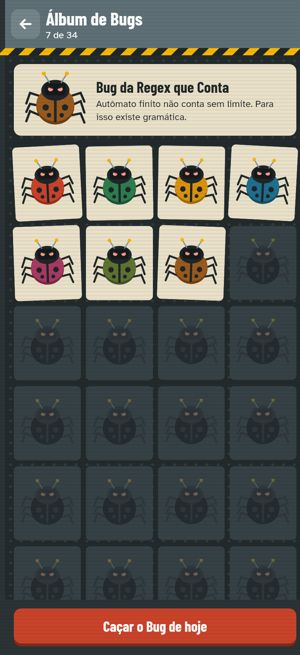 Álbum de Bugs
7 de 34
Bug da Regex que Conta
Autômato finito não conta sem limite. Para
isso existe gramática.
Caçar o Bug de hoje